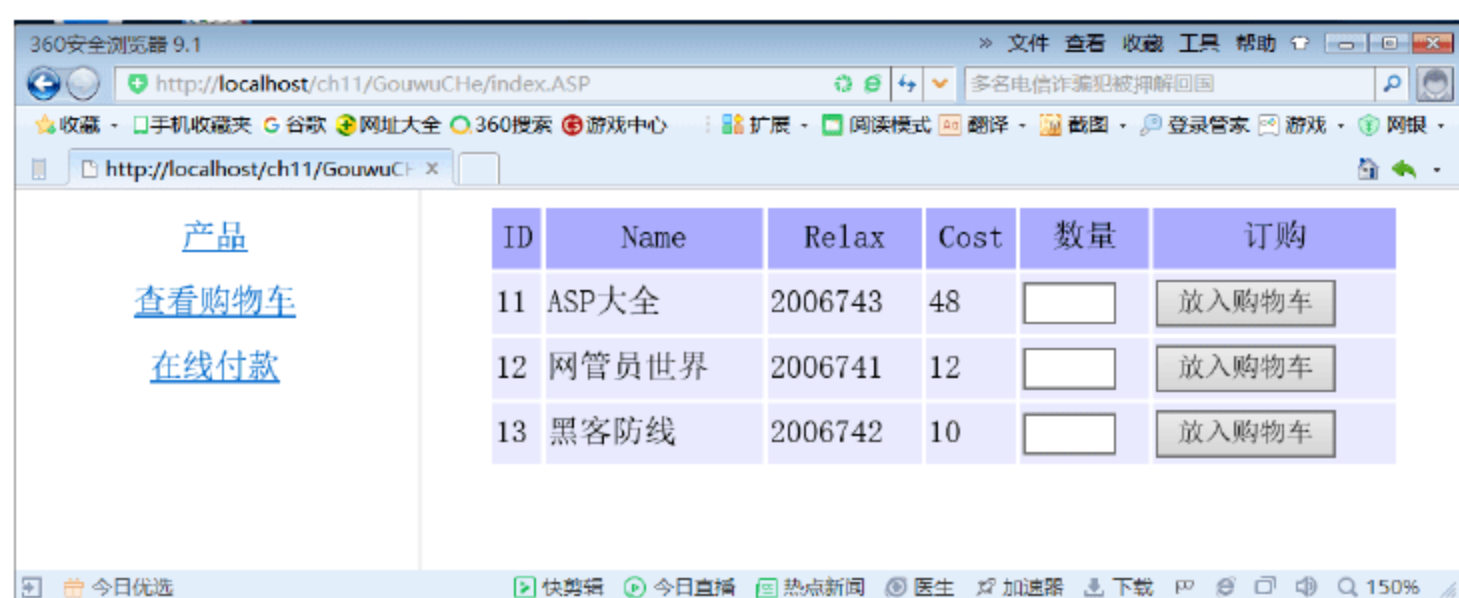 360安全浏览器 9.1 » 文件 查看 收藏 工具 帮助
http://localhost/ch11/GouwuCHe/index.ASP 多名电信诈骗犯被押解回国
收藏 手机收藏夹 G 谷歌 网址大全 360搜索 游戏中心 扩展 阅读模式 翻译 截图 登录管家 游戏 网银
http://localhost/ch11/GouwuCH ×
产品
查看购物车
在线付款
ID Name Relax Cost 数量 订购
11 ASP大全 2006743 48 放入购物车
12 网管员世界 2006741 12 放入购物车
13 黑客防线 2006742 10 放入购物车
今日优选 快剪辑 今日直播 热点新闻 医生 加速器 下载 150%